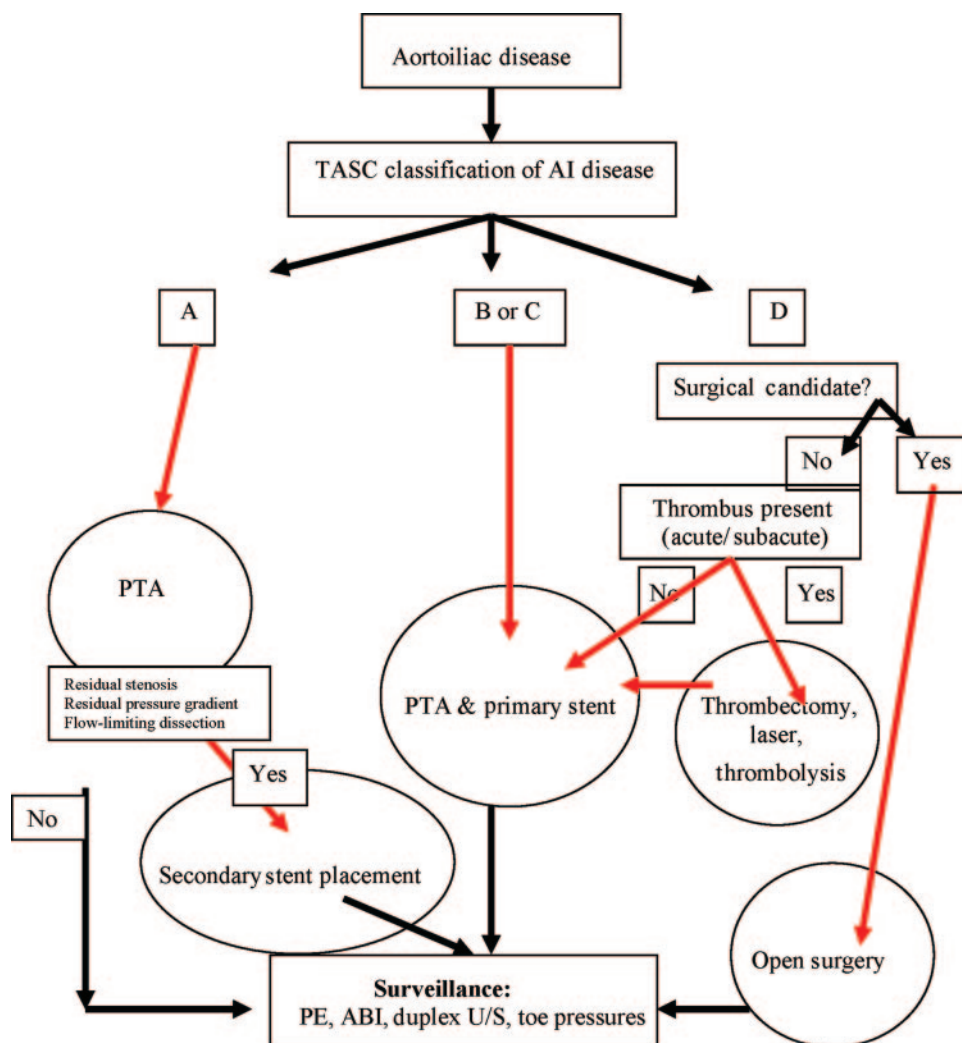 Aortoiliac disease
TASC classification of AI disease
A
B or C
D
Surgical candidate?
No
Yes
Thrombus present
(acute/subacute)
No
Yes
PTA
Residual stenosis
Residual pressure gradient
Flow-limiting dissection
PTA & primary stent
Thrombectomy,
laser,
thrombolysis
Yes
No
Secondary stent placement
Open surgery
Surveillance:
PE, ABI, duplex U/S, toe pressures